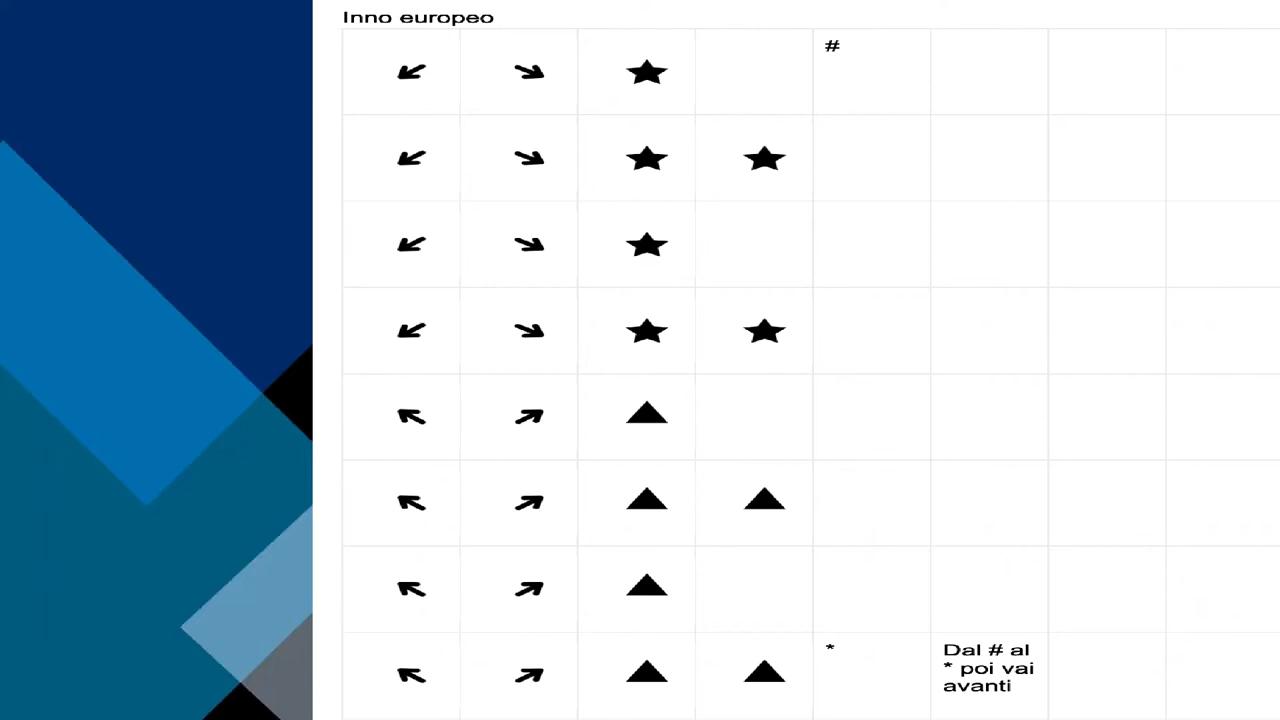 Inno europeo
#
*
Dal # al
* poi vai
avanti